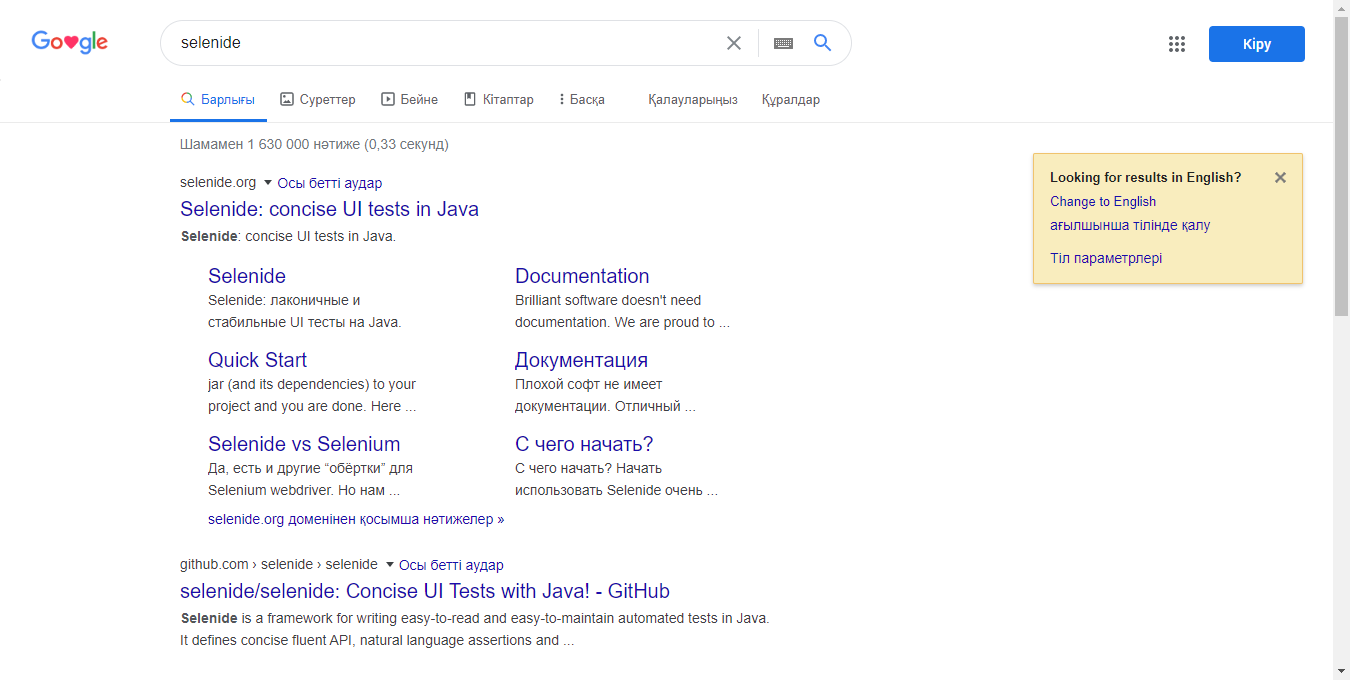 Google
selenide
Кіру
Барлығы Суреттер Бейне Кітаптар Басқа Қалауларыңыз Құралдар
Шамамен 1 630 000 нәтиже (0,33 секунд)
selenide.org Осы бетті аудар
Selenide: concise UI tests in Java
Selenide: concise UI tests in Java.
Selenide
Selenide: лаконичные и
стабильные UI тесты на Java.
Documentation
Brilliant software doesn't need
documentation. We are proud to ...
Quick Start
jar (and its dependencies) to your
project and you are done. Here ...
Документация
Плохой софт не имеет
документации. Отличный ...
Selenide vs Selenium
Да, есть и другие “обёртки” для
Selenium webdriver. Но нам ...
С чего начать?
С чего начать? Начать
использовать Selenide очень ...
selenide.org доменінен қосымша нәтижелер »
github.com › selenide › selenide Осы бетті аудар
selenide/selenide: Concise UI Tests with Java! - GitHub
Selenide is a framework for writing easy-to-read and easy-to-maintain automated tests in Java.
It defines concise fluent API, natural language assertions and ...
Looking for results in English?
Change to English
ағылшынша тілінде қалу
Тіл параметрлері